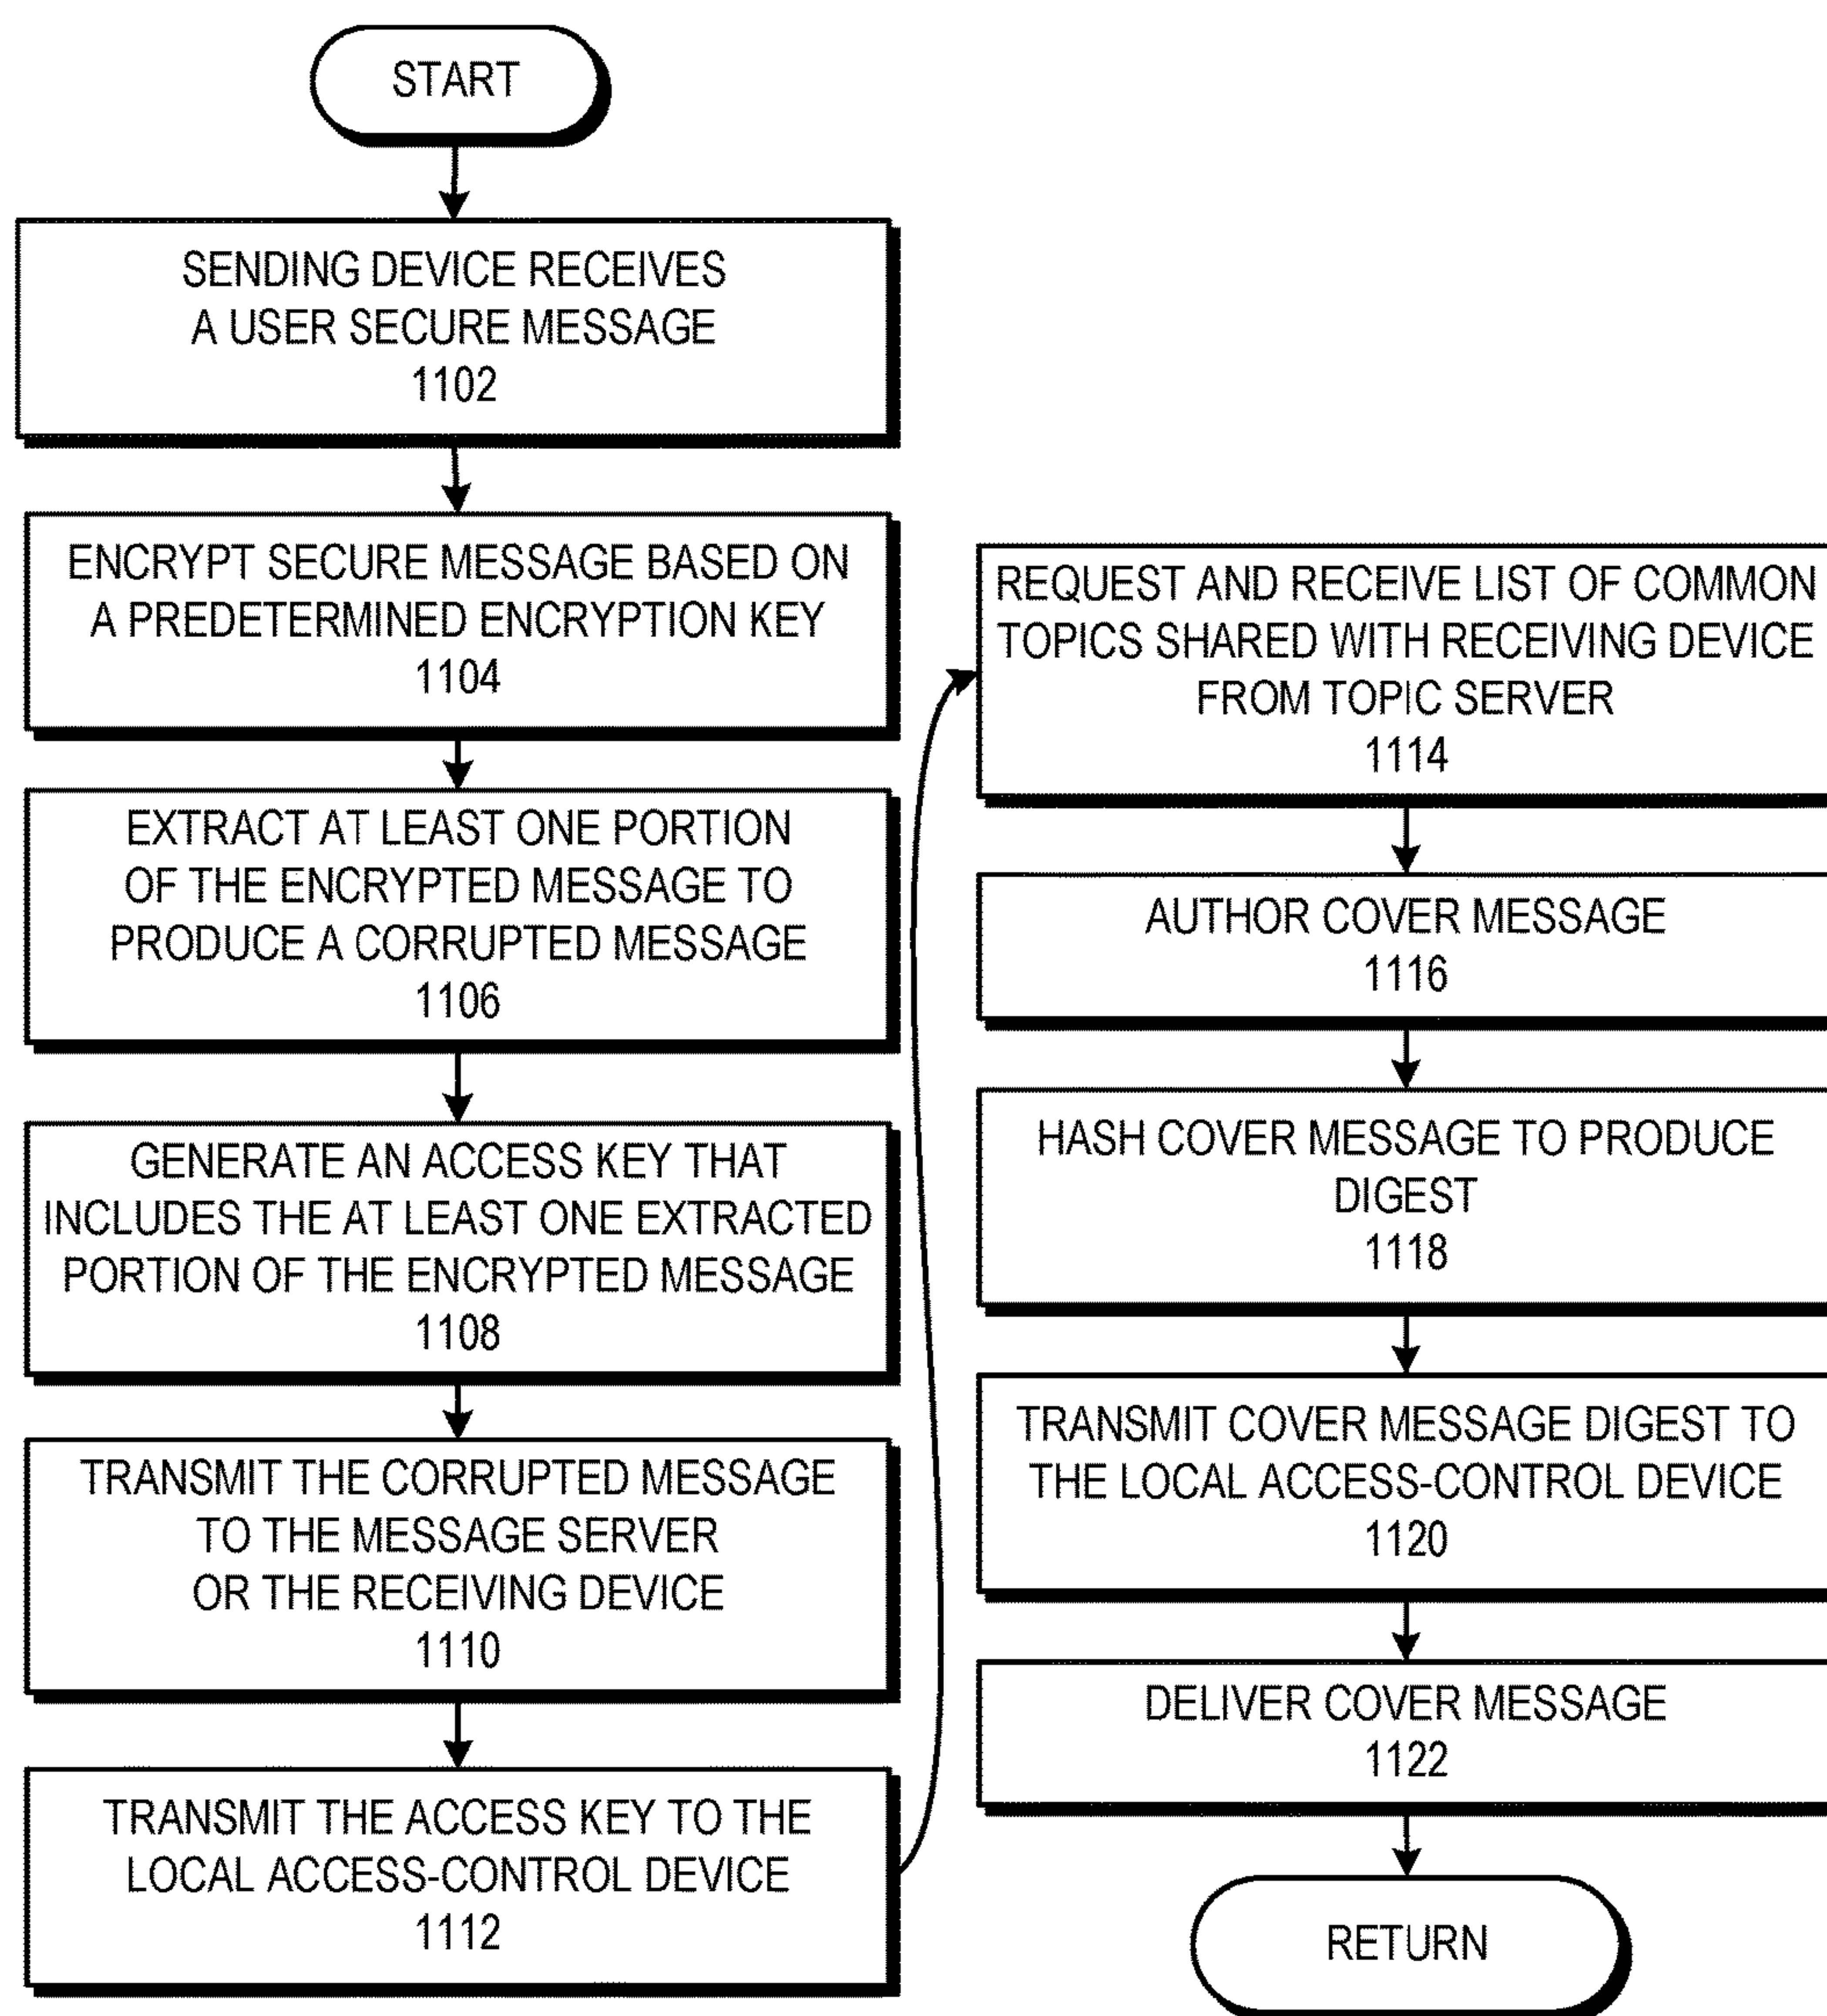 START
SENDING DEVICE RECEIVES
A USER SECURE MESSAGE
1102
ENCRYPT SECURE MESSAGE BASED ON
A PREDETERMINED ENCRYPTION KEY
1104
EXTRACT AT LEAST ONE PORTION
OF THE ENCRYPTED MESSAGE TO
PRODUCE A CORRUPTED MESSAGE
1106
GENERATE AN ACCESS KEY THAT
INCLUDES THE AT LEAST ONE EXTRACTED
PORTION OF THE ENCRYPTED MESSAGE
1108
TRANSMIT THE CORRUPTED MESSAGE
TO THE MESSAGE SERVER
OR THE RECEIVING DEVICE
1110
TRANSMIT THE ACCESS KEY TO THE
LOCAL ACCESS-CONTROL DEVICE
1112
REQUEST AND RECEIVE LIST OF COMMON
TOPICS SHARED WITH RECEIVING DEVICE
FROM TOPIC SERVER
1114
AUTHOR COVER MESSAGE
1116
HASH COVER MESSAGE TO PRODUCE
DIGEST
1118
TRANSMIT COVER MESSAGE DIGEST TO
THE LOCAL ACCESS-CONTROL DEVICE
1120
DELIVER COVER MESSAGE
1122
RETURN